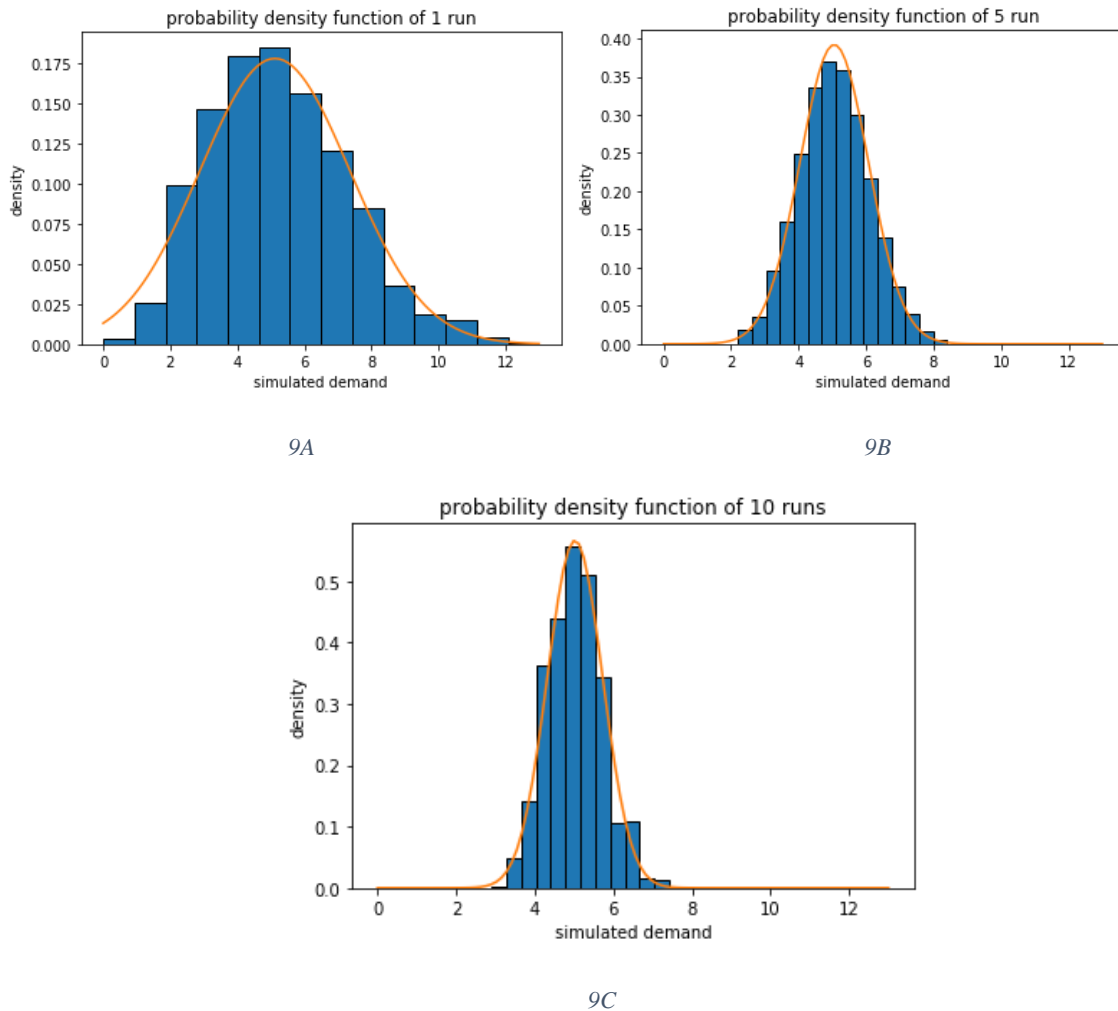 probability density function of 1 run
0.175
0.150
0.125
0.100
0.075
0.050
0.025
0.000
density
0 2 4 6 8 10 12
simulated demand
9A
probability density function of 5 run
0.40
0.35
0.30
0.25
0.20
0.15
0.10
0.05
0.00
density
0 2 4 6 8 10 12
simulated demand
9B
probability density function of 10 runs
0.5
0.4
0.3
0.2
0.1
0.0
density
0 2 4 6 8 10 12
simulated demand
9C